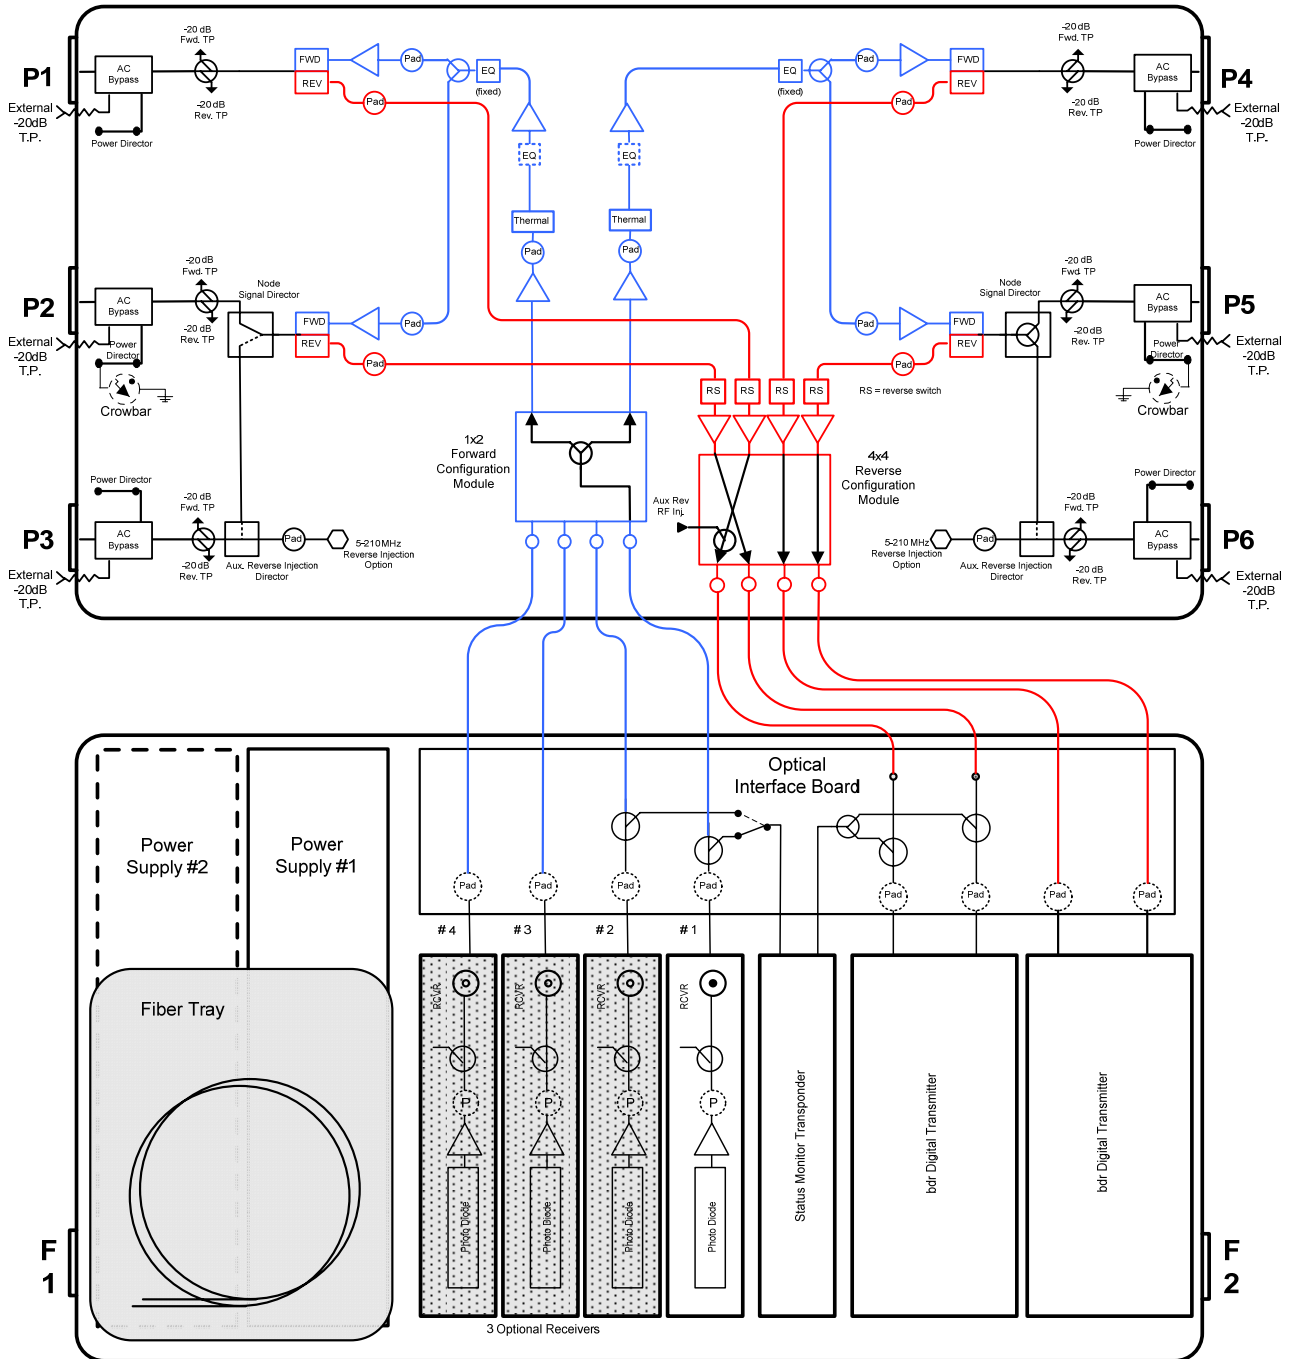 -20 dB
Fwd. TP
P1
AC
Bypass
External
-20dB
T.P.
Power Director
-20 dB
Rev. TP
FWD
REV
Pad
Pad
EQ
(fixed)
EQ
Thermal
Pad
EQ
(fixed)
EQ
Thermal
Pad
Pad
Pad
FWD
REV
-20 dB
Fwd. TP
-20 dB
Rev. TP
AC
Bypass
P4
External
-20dB
T.P.
Power Director
P2
AC
Bypass
External
-20dB
T.P.
Power
Director
Crowbar
-20 dB
Fwd. TP
-20 dB
Rev. TP
Node
Signal Director
FWD
REV
Pad
Pad
Pad
Pad
FWD
REV
Node
Signal Director
-20 dB
Fwd. TP
-20 dB
Rev. TP
AC
Bypass
P5
External
-20dB
T.P.
Power
Director
Crowbar
RS
RS
RS
RS
RS = reverse switch
1x2
Forward
Configuration
Module
4x4
Reverse
Configuration
Module
Aux Rev
RF Inj.
Power Director
P3
AC
Bypass
External
-20dB
T.P.
-20 dB
Fwd. TP
-20 dB
Rev. TP
Aux. Reverse Injection
Director
Pad
5-210MHz
Reverse Injection
Option
5-210 MHz
Reverse Injection
Option
Pad
Aux. Reverse Injection
Director
-20 dB
Fwd. TP
-20 dB
Rev. TP
Power Director
AC
Bypass
P6
External
-20dB
T.P.
Optical
Interface Board
Power
Supply #2
Power
Supply #1
Pad
Pad
Pad
Pad
Pad
Pad
Pad
Pad
#4
#3
#2
#1
Fiber Tray
RCVR
P
Photo Diode
RCVR
P
Photo Diode
RCVR
P
Photo Diode
RCVR
P
Photo Diode
Status Monitor Transponder
bdr Digital Transmitter
bdr Digital Transmitter
F
1
F
2
3 Optional Receivers